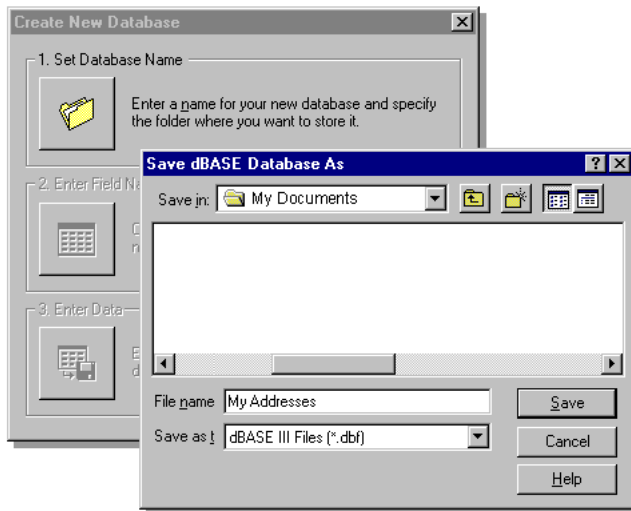 Create New Database
1. Set Database Name
Enter a name for your new database and specify
the folder where you want to store it.
Save dBASE Database As
2. Enter Field
Save in: My Documents
3. Enter Data
File name My Addresses
Save
Save as t dBASE III Files (*.dbf)
Cancel
Help